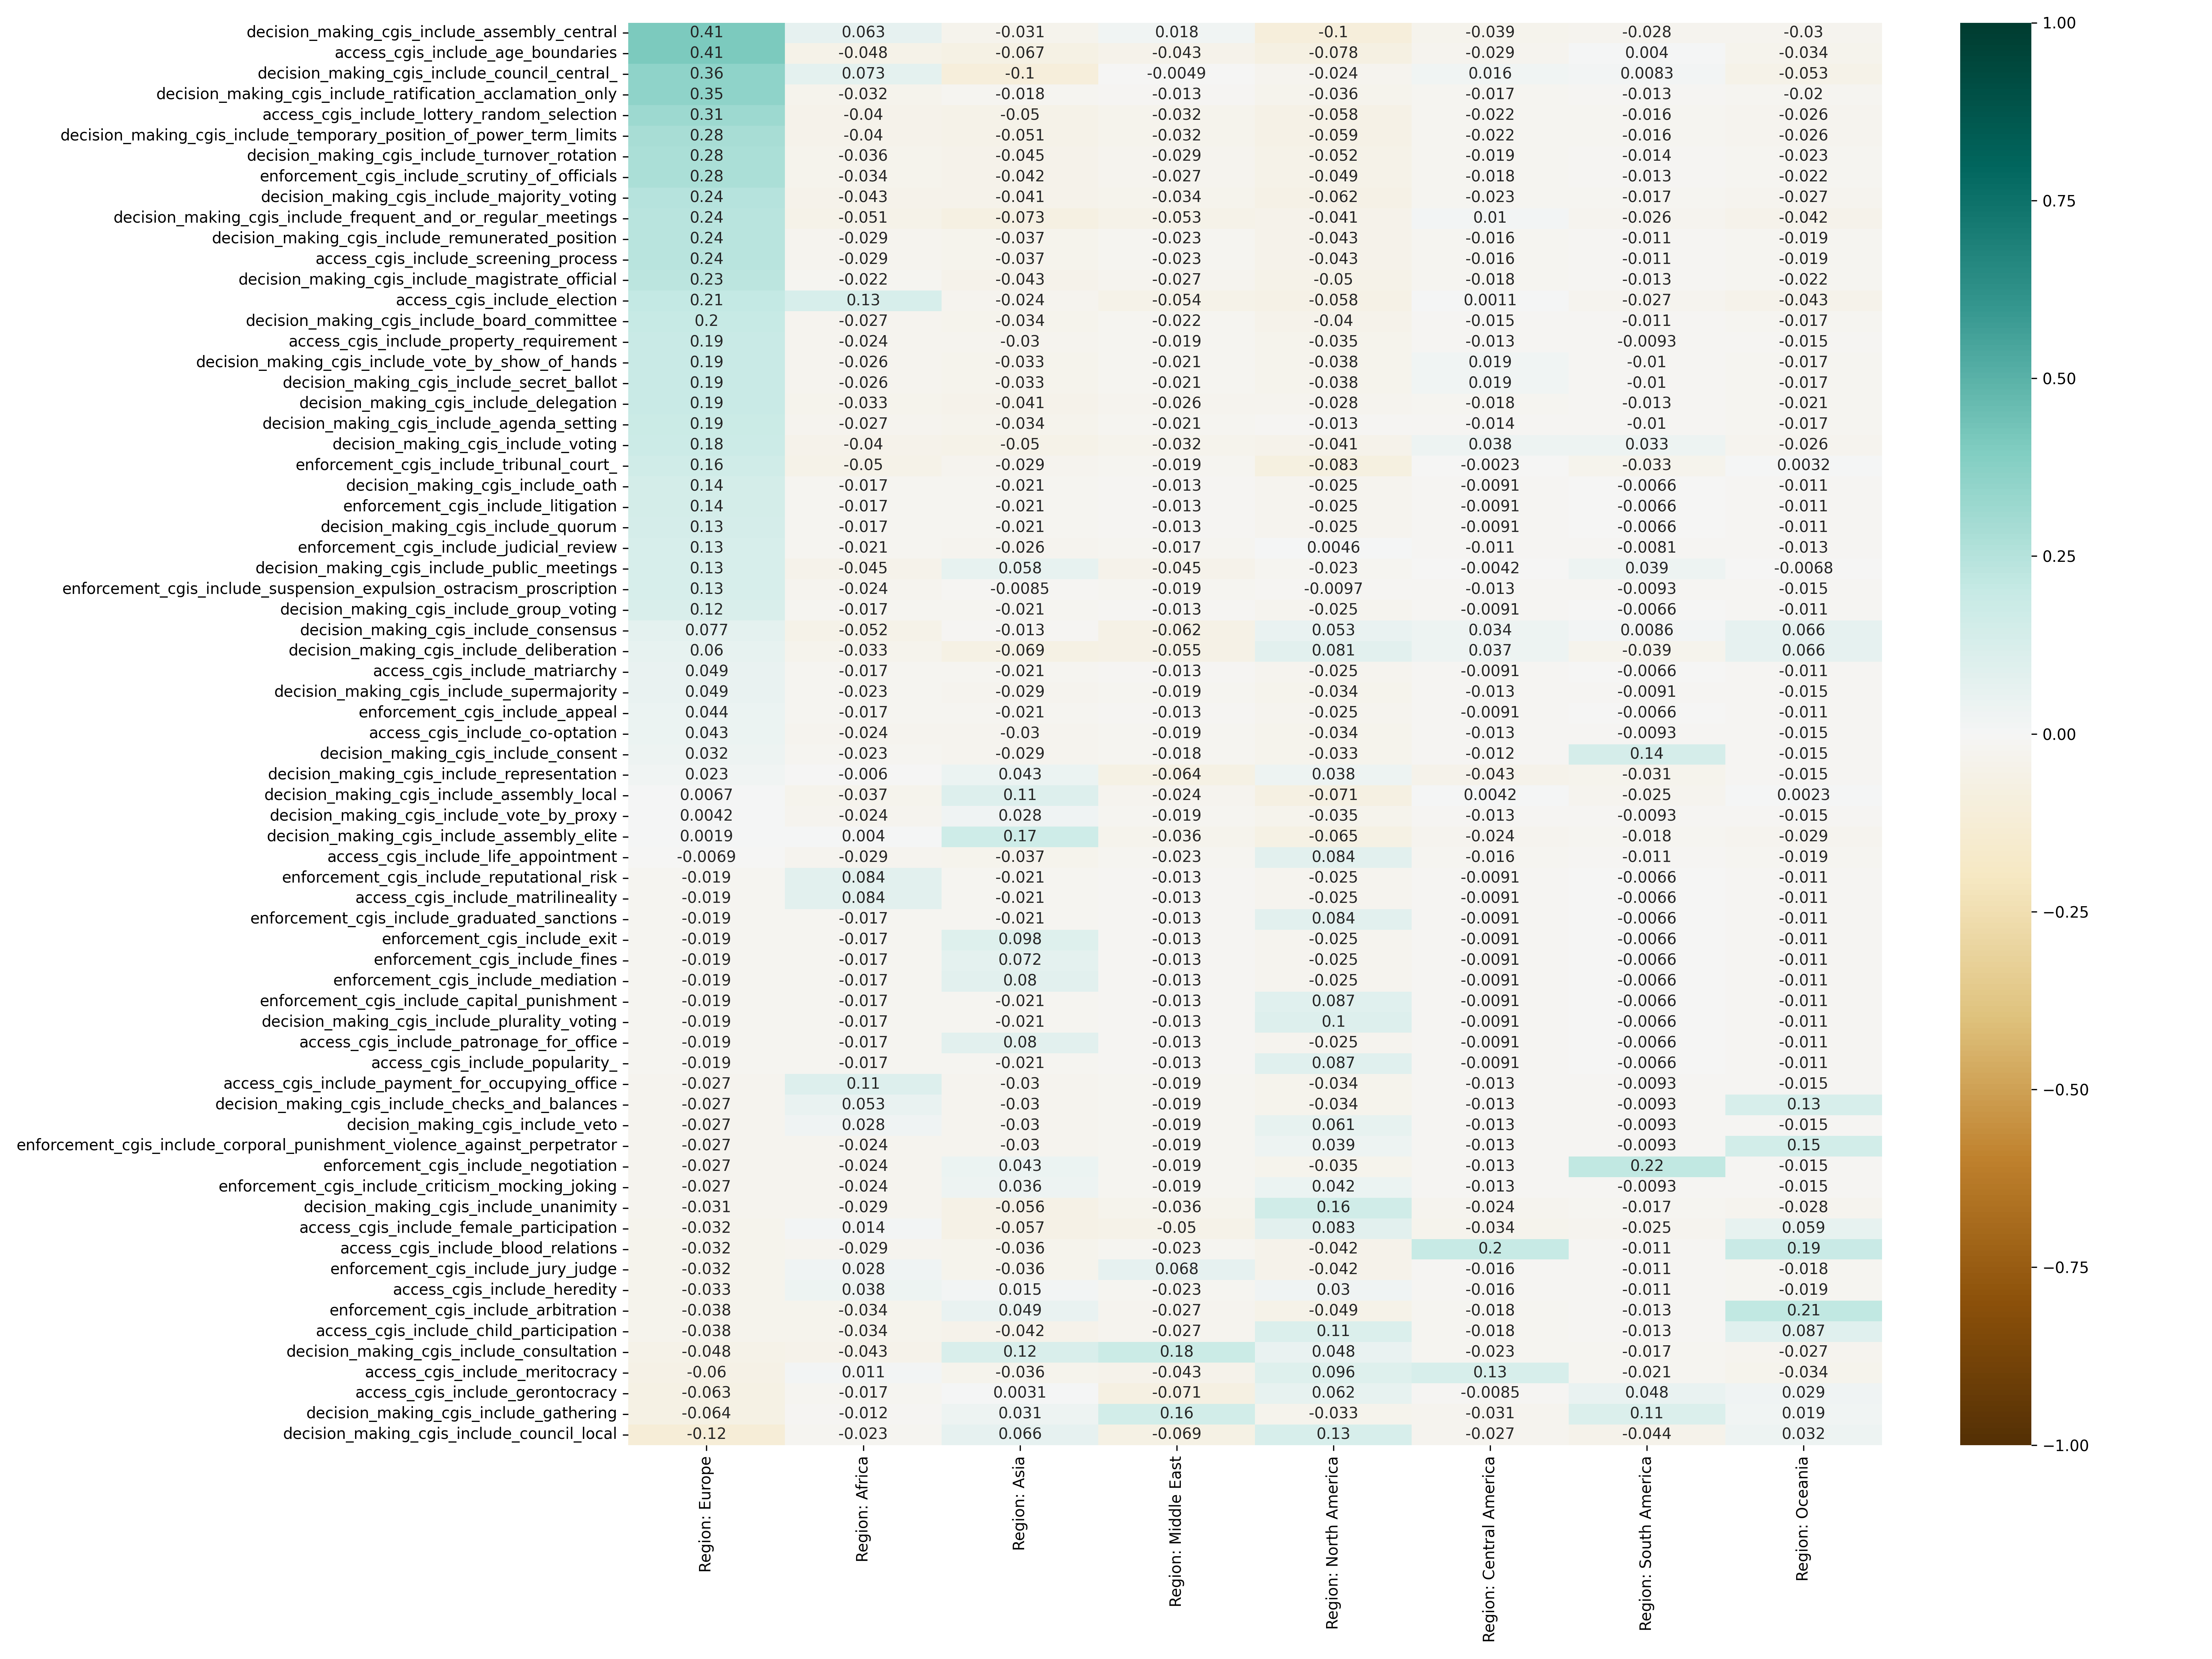 decision_making_cgis_include_assembly_central 0.41 0.063 -0.031 0.018 -0.1 -0.039 -0.028 -0.03
access_cgis_include_age_boundaries 0.41 -0.048 -0.067 -0.043 -0.078 -0.029 0.004 -0.034
decision_making_cgis_include_council_central_ 0.36 0.073 -0.1 -0.0049 -0.024 0.016 0.0083 -0.053
decision_making_cgis_include_ratification_acclamation_only 0.35 -0.032 -0.018 -0.013 -0.036 -0.017 -0.013 -0.02
access_cgis_include_lottery_random_selection 0.31 -0.04 -0.05 -0.032 -0.058 -0.022 -0.016 -0.026
decision_making_cgis_include_temporary_position_of_power_term_limits 0.28 -0.04 -0.051 -0.032 -0.059 -0.022 -0.016 -0.026
decision_making_cgis_include_turnover_rotation 0.28 -0.036 -0.045 -0.029 -0.052 -0.019 -0.014 -0.023
enforcement_cgis_include_scrutiny_of_officials 0.28 -0.034 -0.042 -0.027 -0.049 -0.018 -0.013 -0.022
decision_making_cgis_include_majority_voting 0.24 -0.043 -0.041 -0.034 -0.062 -0.023 -0.017 -0.027
decision_making_cgis_include_frequent_and_or_regular_meetings 0.24 -0.051 -0.073 -0.053 -0.041 0.01 -0.026 -0.042
decision_making_cgis_include_remunerated_position 0.24 -0.029 -0.037 -0.023 -0.043 -0.016 -0.011 -0.019
access_cgis_include_screening_process 0.24 -0.029 -0.037 -0.023 -0.043 -0.016 -0.011 -0.019
decision_making_cgis_include_magistrate_official 0.23 -0.022 -0.043 -0.027 -0.05 -0.018 -0.013 -0.022
access_cgis_include_election 0.21 0.13 -0.024 -0.054 -0.058 0.0011 -0.027 -0.043
decision_making_cgis_include_board_committee 0.2 -0.027 -0.034 -0.022 -0.04 -0.015 -0.011 -0.017
access_cgis_include_property_requirement 0.19 -0.024 -0.03 -0.019 -0.035 -0.013 -0.0093 -0.015
decision_making_cgis_include_vote_by_show_of_hands 0.19 -0.026 -0.033 -0.021 -0.038 0.019 -0.01 -0.017
decision_making_cgis_include_secret_ballot 0.19 -0.026 -0.033 -0.021 -0.038 0.019 -0.01 -0.017
decision_making_cgis_include_delegation 0.19 -0.033 -0.041 -0.026 -0.028 -0.018 -0.013 -0.021
decision_making_cgis_include_agenda_setting 0.19 -0.027 -0.034 -0.021 -0.013 -0.014 -0.01 -0.017
decision_making_cgis_include_voting 0.18 -0.04 -0.05 -0.032 -0.041 0.038 0.033 -0.026
enforcement_cgis_include_tribunal_court_ 0.16 -0.05 -0.029 -0.019 -0.083 -0.0023 -0.033 0.0032
decision_making_cgis_include_oath 0.14 -0.017 -0.021 -0.013 -0.025 -0.0091 -0.0066 -0.011
enforcement_cgis_include_litigation 0.14 -0.017 -0.021 -0.013 -0.025 -0.0091 -0.0066 -0.011
decision_making_cgis_include_quorum 0.13 -0.017 -0.021 -0.013 -0.025 -0.0091 -0.0066 -0.011
enforcement_cgis_include_judicial_review 0.13 -0.021 -0.026 -0.017 0.0046 -0.011 -0.0081 -0.013
decision_making_cgis_include_public_meetings 0.13 -0.045 0.058 -0.045 -0.023 -0.0042 0.039 -0.0068
enforcement_cgis_include_suspension_expulsion_ostracism_proscription 0.13 -0.024 -0.0085 -0.019 -0.0097 -0.013 -0.0093 -0.015
decision_making_cgis_include_group_voting 0.12 -0.017 -0.021 -0.013 -0.025 -0.0091 -0.0066 -0.011
decision_making_cgis_include_consensus 0.077 -0.052 -0.013 -0.062 0.053 0.034 0.0086 0.066
decision_making_cgis_include_deliberation 0.06 -0.033 -0.069 -0.055 0.081 0.037 -0.039 0.066
access_cgis_include_matriarchy 0.049 -0.017 -0.021 -0.013 -0.025 -0.0091 -0.0066 -0.011
decision_making_cgis_include_supermajority 0.049 -0.023 -0.029 -0.019 -0.034 -0.013 -0.0091 -0.015
enforcement_cgis_include_appeal 0.044 -0.017 -0.021 -0.013 -0.025 -0.0091 -0.0066 -0.011
access_cgis_include_co-optation 0.043 -0.024 -0.03 -0.019 -0.034 -0.013 -0.0093 -0.015
decision_making_cgis_include_consent 0.032 -0.023 -0.029 -0.018 -0.033 -0.012 0.14 -0.015
decision_making_cgis_include_representation 0.023 -0.006 0.043 -0.064 0.038 -0.043 -0.031 -0.015
decision_making_cgis_include_assembly_local 0.0067 -0.037 0.11 -0.024 -0.071 0.0042 -0.025 0.0023
decision_making_cgis_include_vote_by_proxy 0.0042 -0.024 0.028 -0.019 -0.035 -0.013 -0.0093 -0.015
decision_making_cgis_include_assembly_elite 0.0019 0.004 0.17 -0.036 -0.065 -0.024 -0.018 -0.029
access_cgis_include_life_appointment -0.0069 -0.029 -0.037 -0.023 0.084 -0.016 -0.011 -0.019
enforcement_cgis_include_reputational_risk -0.019 0.084 -0.021 -0.013 -0.025 -0.0091 -0.0066 -0.011
access_cgis_include_matrilineality -0.019 0.084 -0.021 -0.013 -0.025 -0.0091 -0.0066 -0.011
enforcement_cgis_include_graduated_sanctions -0.019 -0.017 -0.021 -0.013 0.084 -0.0091 -0.0066 -0.011
enforcement_cgis_include_exit -0.019 -0.017 0.098 -0.013 -0.025 -0.0091 -0.0066 -0.011
enforcement_cgis_include_fines -0.019 -0.017 0.072 -0.013 -0.025 -0.0091 -0.0066 -0.011
enforcement_cgis_include_mediation -0.019 -0.017 0.08 -0.013 -0.025 -0.0091 -0.0066 -0.011
enforcement_cgis_include_capital_punishment -0.019 -0.017 -0.021 -0.013 0.087 -0.0091 -0.0066 -0.011
decision_making_cgis_include_plurality_voting -0.019 -0.017 -0.021 -0.013 0.1 -0.0091 -0.0066 -0.011
access_cgis_include_patronage_for_office -0.019 -0.017 0.08 -0.013 -0.025 -0.0091 -0.0066 -0.011
access_cgis_include_popularity_ -0.019 -0.017 -0.021 -0.013 0.087 -0.0091 -0.0066 -0.011
access_cgis_include_payment_for_occupying_office -0.027 0.11 -0.03 -0.019 -0.034 -0.013 -0.0093 -0.015
decision_making_cgis_include_checks_and_balances -0.027 0.053 -0.03 -0.019 -0.034 -0.013 -0.0093 0.13
decision_making_cgis_include_veto -0.027 0.028 -0.03 -0.019 0.061 -0.013 -0.0093 -0.015
enforcement_cgis_include_corporal_punishment_violence_against_perpetrator -0.027 -0.024 -0.03 -0.019 0.039 -0.013 -0.0093 0.15
enforcement_cgis_include_negotiation -0.027 -0.024 0.043 -0.019 -0.035 -0.013 0.22 -0.015
enforcement_cgis_include_criticism_mocking_joking -0.027 -0.024 0.036 -0.019 0.042 -0.013 -0.0093 -0.015
decision_making_cgis_include_unanimity -0.031 -0.029 -0.056 -0.036 0.16 -0.024 -0.017 -0.028
access_cgis_include_female_participation -0.032 0.014 -0.057 -0.05 0.083 -0.034 -0.025 0.059
access_cgis_include_blood_relations -0.032 -0.029 -0.036 -0.023 -0.042 0.2 -0.011 0.19
enforcement_cgis_include_jury_judge -0.032 0.028 -0.036 0.068 -0.042 -0.016 -0.011 -0.018
access_cgis_include_heredity -0.033 0.038 0.015 -0.023 0.03 -0.016 -0.011 -0.019
enforcement_cgis_include_arbitration -0.038 -0.034 0.049 -0.027 -0.049 -0.018 -0.013 0.21
access_cgis_include_child_participation -0.038 -0.034 -0.042 -0.027 0.11 -0.018 -0.013 0.087
decision_making_cgis_include_consultation -0.048 -0.043 0.12 0.18 0.048 -0.023 -0.017 -0.027
access_cgis_include_meritocracy -0.06 0.011 -0.036 -0.043 0.096 0.13 -0.021 -0.034
access_cgis_include_gerontocracy -0.063 -0.017 0.0031 -0.071 0.062 -0.0085 0.048 0.029
decision_making_cgis_include_gathering -0.064 -0.012 0.031 0.16 -0.033 -0.031 0.11 0.019
decision_making_cgis_include_council_local -0.12 -0.023 0.066 -0.069 0.13 -0.027 -0.044 0.032
Region: Europe
Region: Africa
Region: Asia
Region: Middle East
Region: North America
Region: Central America
Region: South America
Region: Oceania
1.00
0.75
0.50
0.25
0.00
−0.25
−0.50
−0.75
−1.00